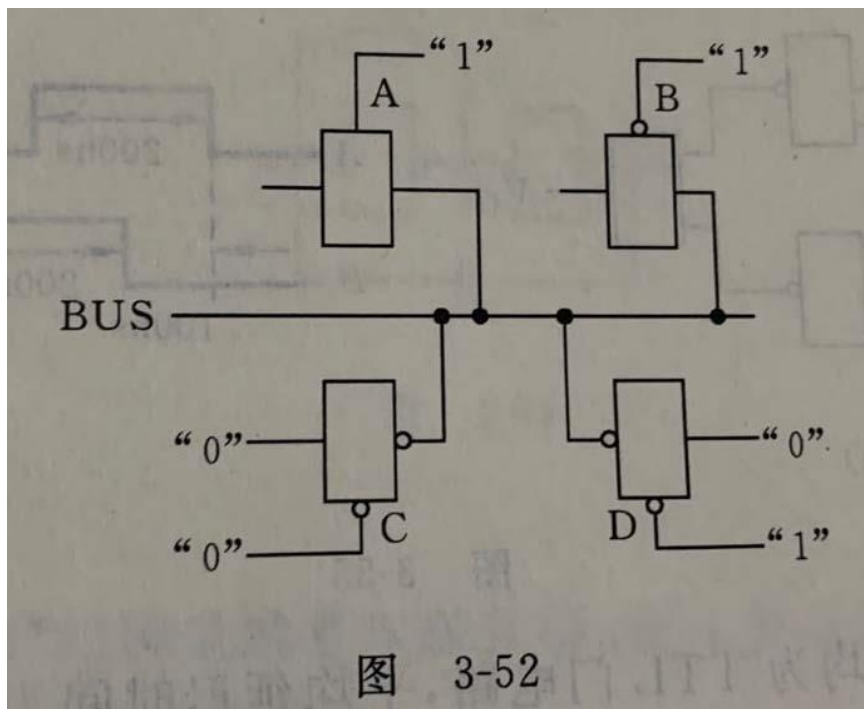 “1” “1”
A B
BUS
“0” “0”
C D
“0” “1”
图 3-52